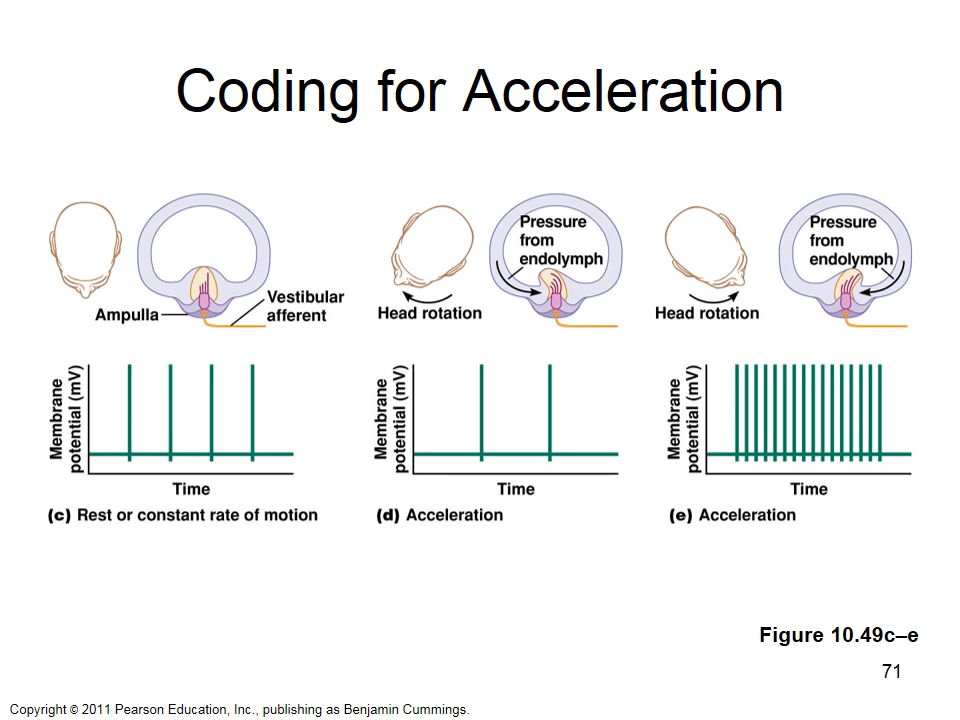 Coding for Acceleration
Ampulla
Vestibular
afferent
Pressure
from
endolymph
Head rotation
Pressure
from
endolymph
Head rotation
Membrane
potential (mV)
Time
(c) Rest or constant rate of motion
Membrane
potential (mV)
Time
(d) Acceleration
Membrane
potential (mV)
Time
(e) Acceleration
Figure 10.49c–e
71
Copyright © 2011 Pearson Education, Inc., publishing as Benjamin Cummings.